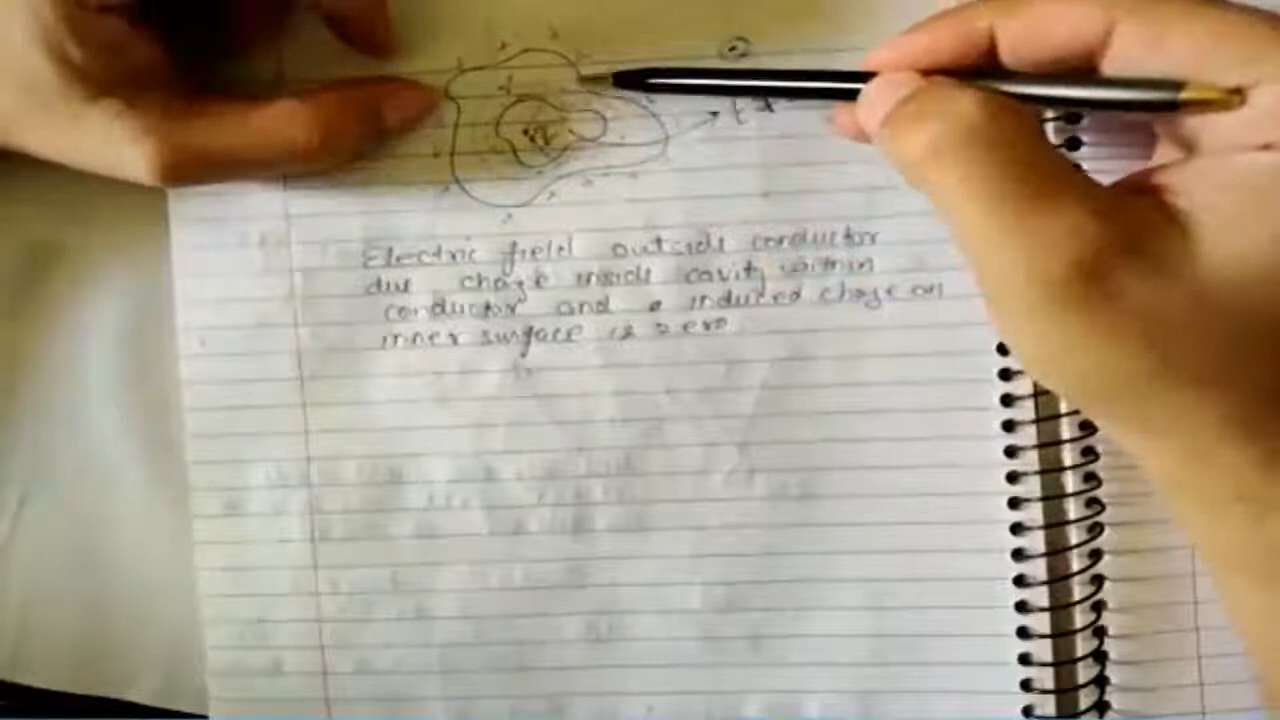 Electric field outside conductor
due charge inside cavity within
conductor and induced charge on
inner surface is zero